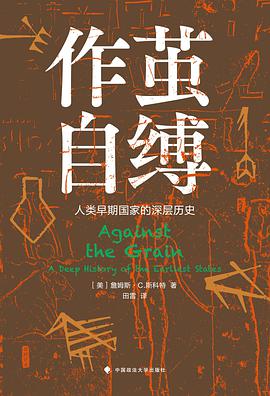 作茧
自缚
人类早期国家的深层历史
Against
the Grain
A Deep History of the Earliest States
[美]詹姆斯·C.斯科特 著
田雷 译
中国政法大学出版社